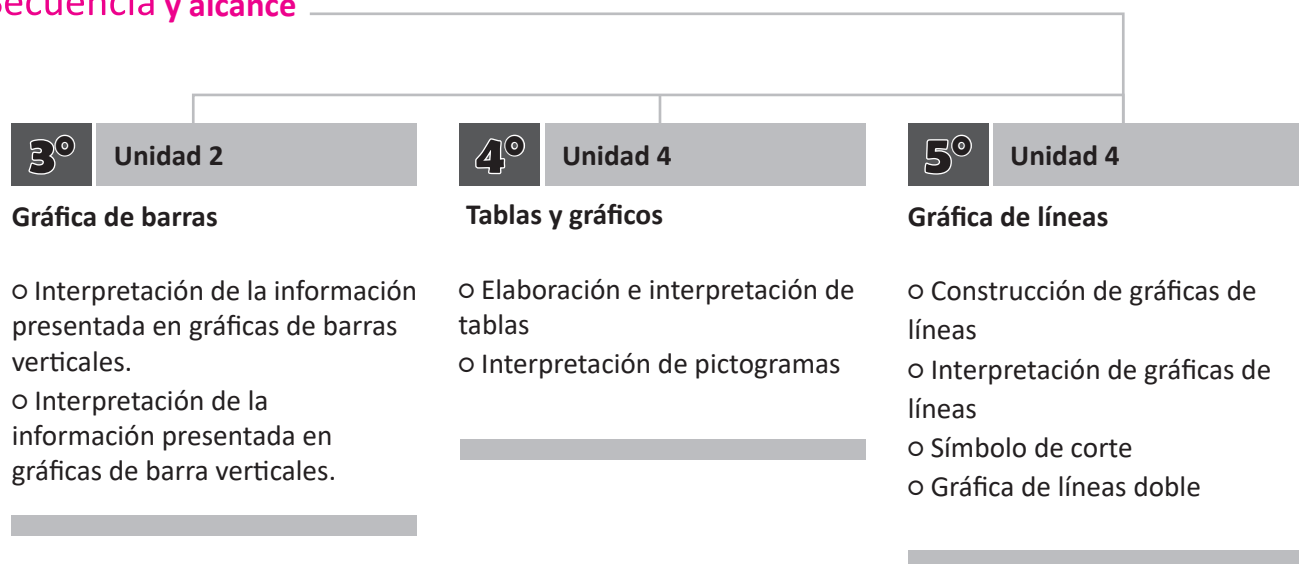 Secuencia y alcance
3º Unidad 2
Gráfica de barras
○ Interpretación de la información
presentada en gráficas de barras
verticales.
○ Interpretación de la
información presentada en
gráficas de barra verticales.
4º Unidad 4
Tablas y gráficos
○ Elaboración e interpretación de
tablas
○ Interpretación de pictogramas
5º Unidad 4
Gráfica de líneas
○ Construcción de gráficas de
líneas
○ Interpretación de gráficas de
líneas
○ Símbolo de corte
○ Gráfica de líneas doble